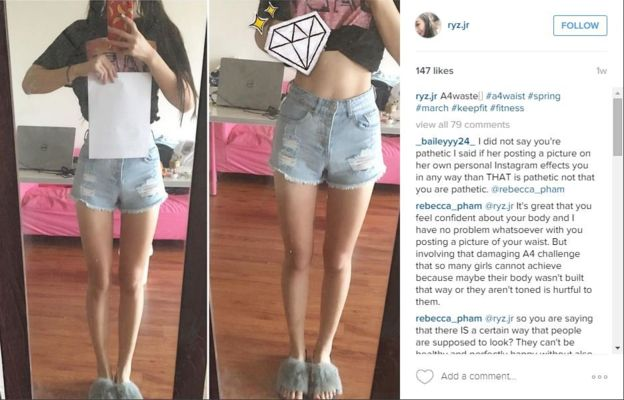 ryz.jr
FOLLOW
147 likes
1w
ryz.jr A4waste #a4waist #spring
#march #keepfit #fitness
view all 79 comments
_baileyyy24_ I did not say you're
pathetic I said if her posting a picture on
her own personal Instagram effects you
in any way than THAT is pathetic not that
you are pathetic. @rebecca_pham
rebecca_pham @ryz.jr It's great that you
feel confident about your body and I
have no problem whatsoever with you
posting a picture of your waist. But
involving that damaging A4 challenge
that so many girls cannot achieve
because maybe their body wasn't built
that way or they aren't toned is hurtful to
them.
rebecca_pham @ryz.jr so you are saying
that there IS a certain way that people
are supposed to look? They can't be
healthy and perfectly happy without also
Add a comment...